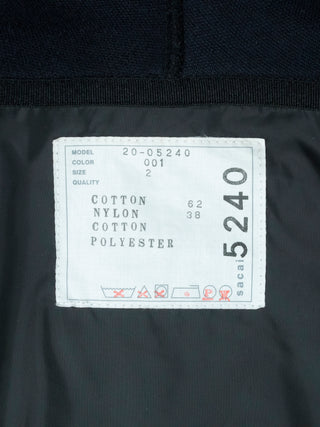 MODEL 20-05240
COLOR 001
SIZE 2
QUALITY
COTTON 62
NYLON 38
COTTON
POLYESTER
sacai 5240